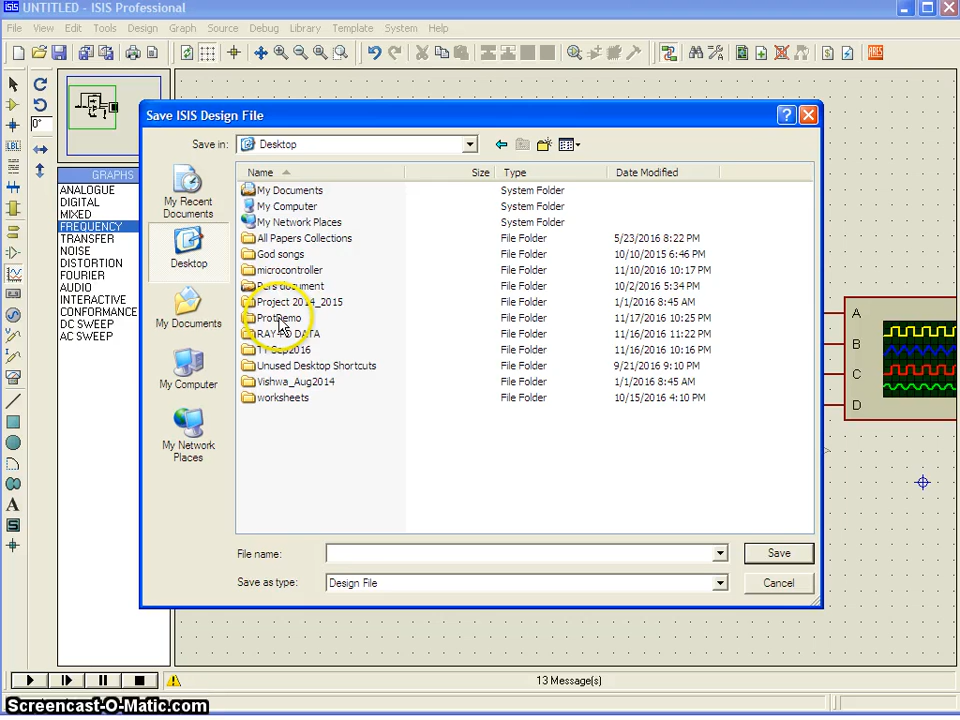 UNTITLED - ISIS Professional
File View Edit Tools Design Graph Source Debug Library Template System Help
ARES
0°
LBL
GRAPHS
ANALOGUE
DIGITAL
MIXED
FREQUENCY
TRANSFER
NOISE
DISTORTION
FOURIER
AUDIO
INTERACTIVE
CONFORMANCE
DC SWEEP
AC SWEEP
Save ISIS Design File
Save in: Desktop
My Recent Documents
Desktop
My Documents
My Computer
My Network Places
Name Size Type Date Modified
My Documents System Folder
My Computer System Folder
My Network Places System Folder
All Papers Collections File Folder 5/23/2016 8:22 PM
God songs File Folder 10/10/2015 6:46 PM
microcontroller File Folder 11/10/2016 10:17 PM
File Folder 10/2/2016 5:34 PM
Project 2014_2015 File Folder 1/1/2016 8:45 AM
File Folder 11/17/2016 10:25 PM
DATA File Folder 11/16/2016 11:22 PM
File Folder 11/16/2016 10:16 PM
Unused Desktop Shortcuts File Folder 9/21/2016 9:10 PM
Vishwa_Aug2014 File Folder 1/1/2016 8:45 AM
worksheets File Folder 10/15/2016 4:10 PM
File name: Save
Save as type: Design File Cancel
A
B
C
D
13 Message(s)
Screencast-O-Matic.com